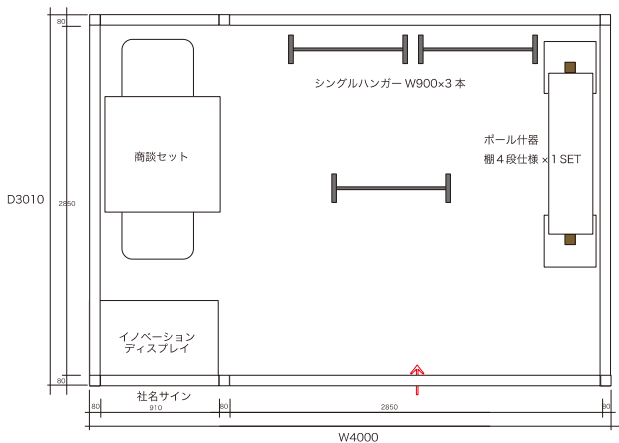 80
シングルハンガー W900×3 本
ポール什器
棚４段仕様 × 1 SET
商談セット
D3010
2850
イノベーション
ディスプレイ
80
社名サイン
80
910
80
2850
80
W4000